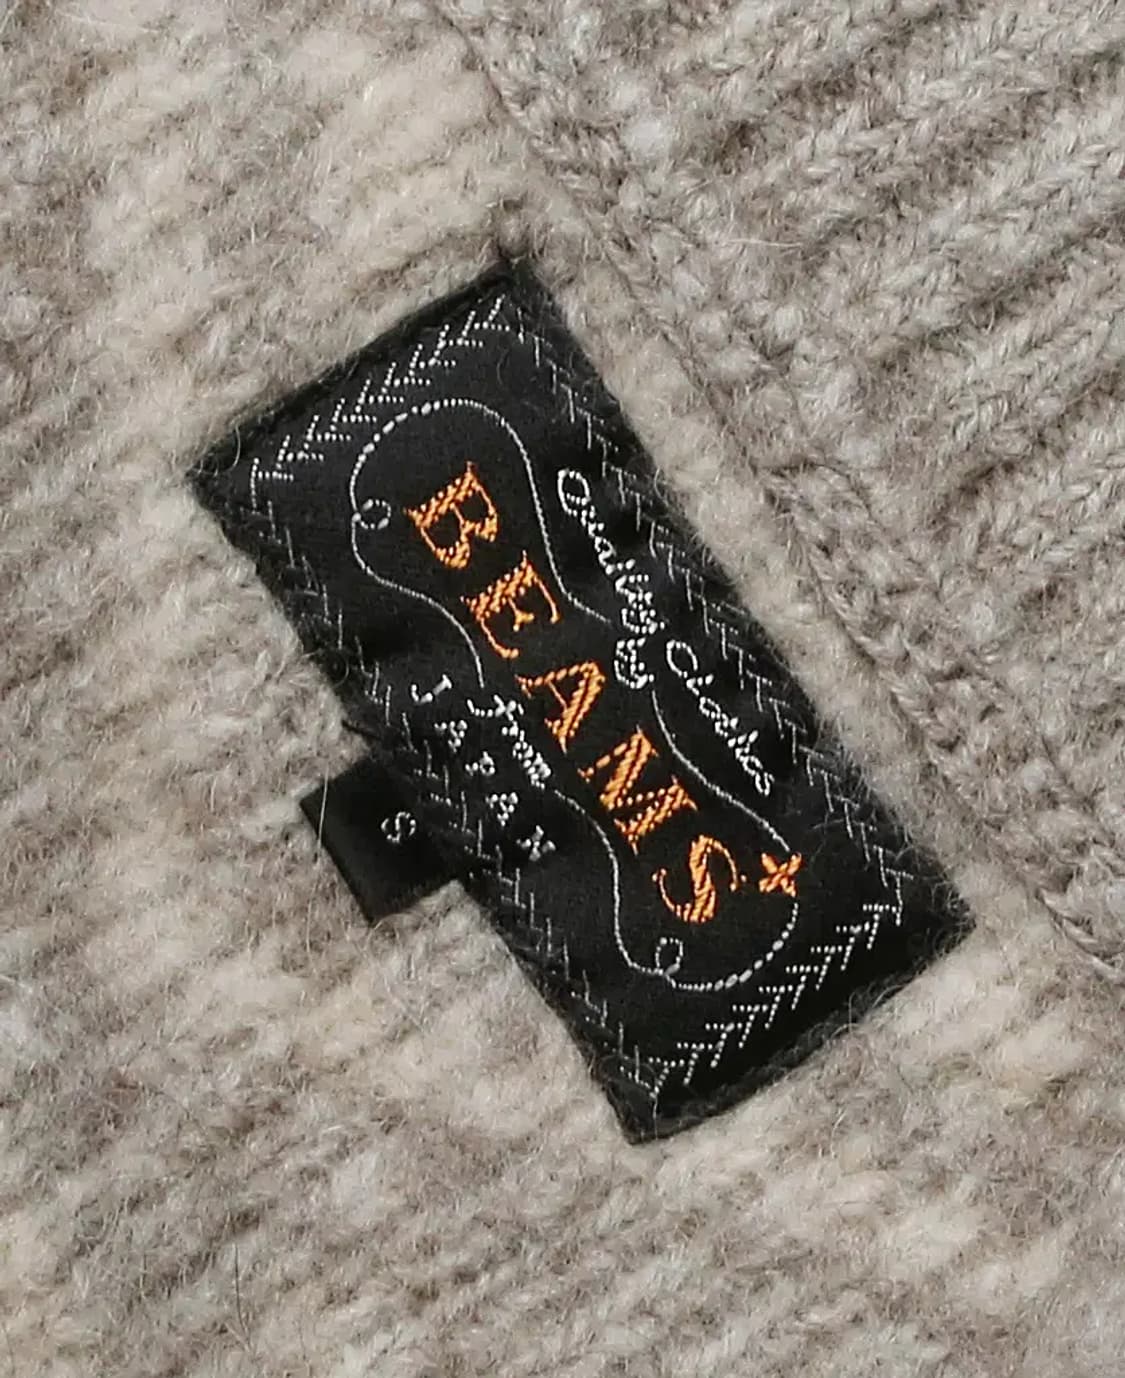 Quality Clothes
BEAMS
from
JAPAN
S